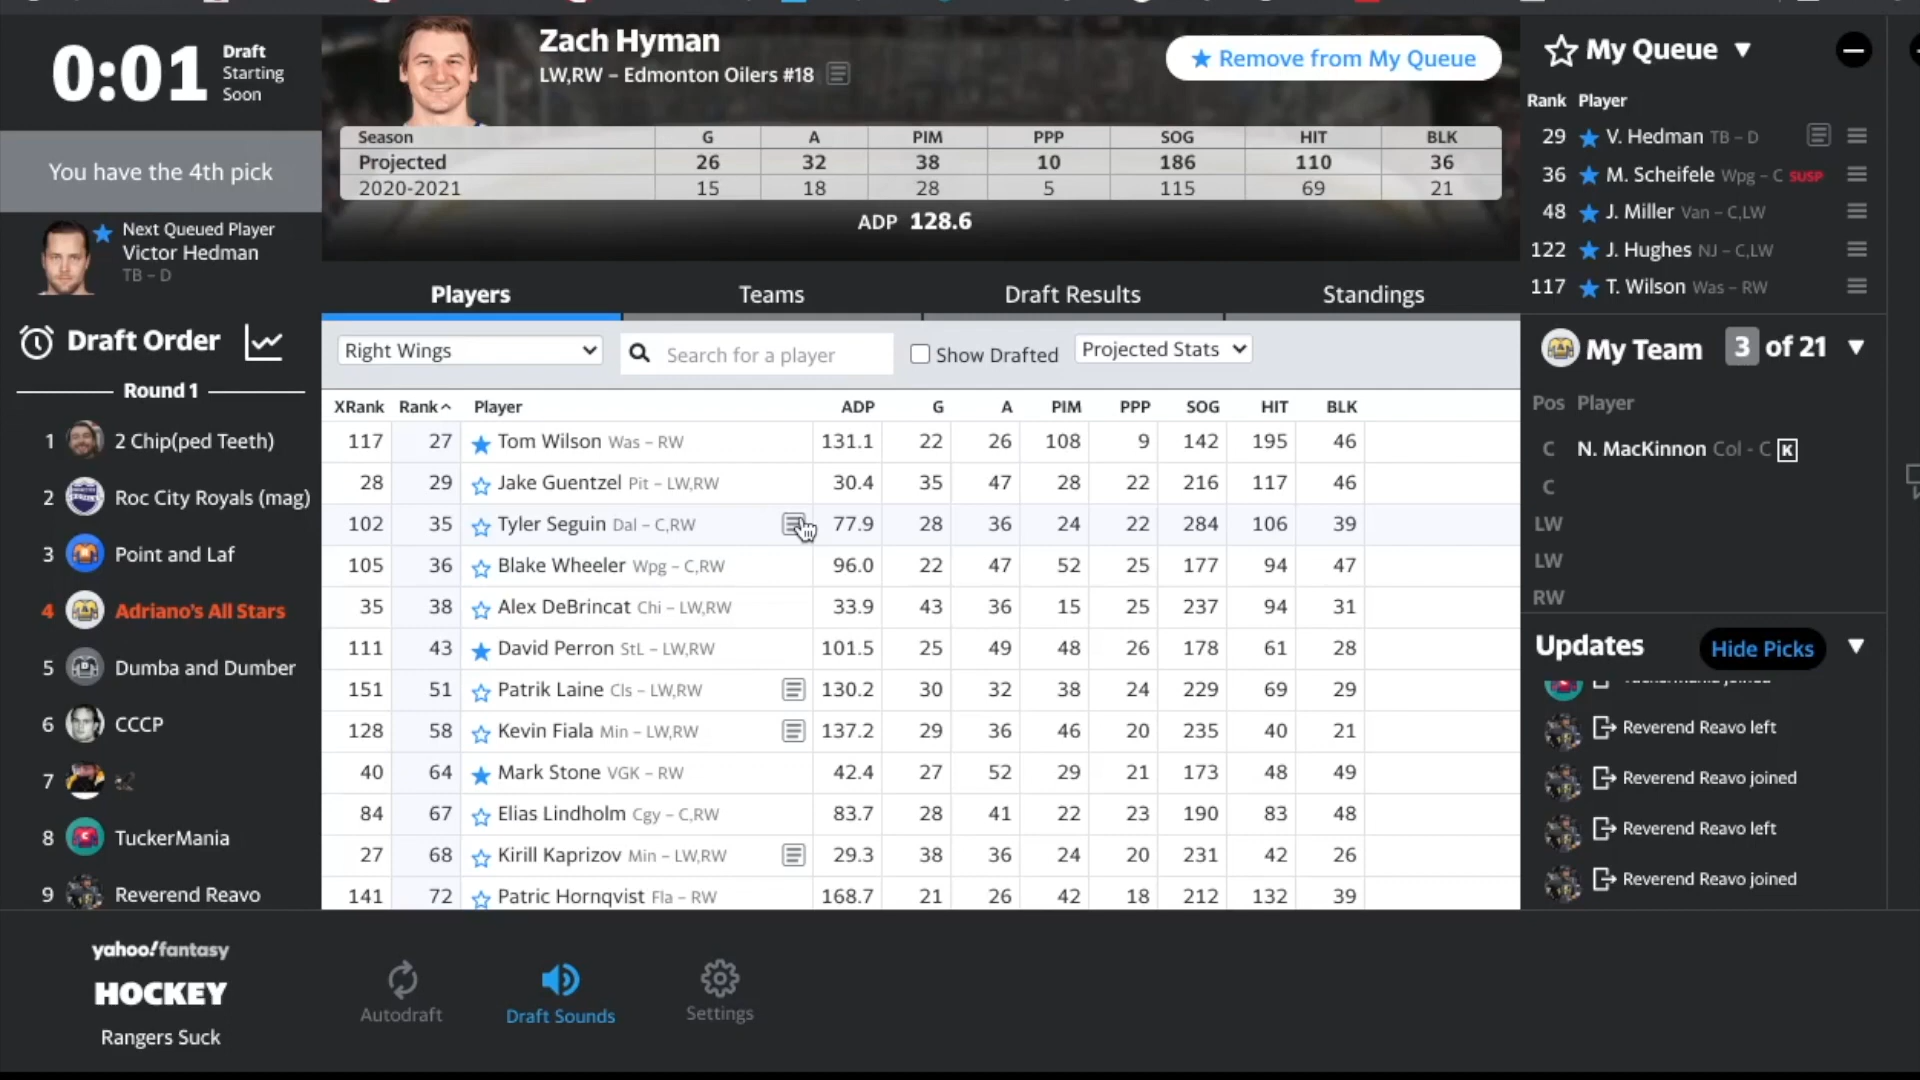 0:01
Draft
Starting
Soon
You have the 4th pick
Next Queued Player
Victor Hedman
TB – D
Draft Order
Round 1
1 2 Chip(ped Teeth)
2 Roc City Royals (mag)
3 Point and Laf
4 Adriano's All Stars
5 Dumba and Dumber
6 CCCP
7
8 TuckerMania
9 Reverend Reavo
Zach Hyman
LW,RW – Edmonton Oilers #18
★ Remove from My Queue
Season G A PIM PPP SOG HIT BLK
Projected 26 32 38 10 186 110 36
2020-2021 15 18 28 5 115 69 21
ADP 128.6
Players Teams Draft Results Standings
Right Wings Search for a player Show Drafted Projected Stats
XRank Rank Player ADP G A PIM PPP SOG HIT BLK
117 27 Tom Wilson Was – RW 131.1 22 26 108 9 142 195 46
28 29 Jake Guentzel Pit – LW,RW 30.4 35 47 28 22 216 117 46
102 35 Tyler Seguin Dal – C,RW 77.9 28 36 24 22 284 106 39
105 36 Blake Wheeler Wpg – C,RW 96.0 22 47 52 25 177 94 47
35 38 Alex DeBrincat Chi – LW,RW 33.9 43 36 15 25 237 94 31
111 43 David Perron StL – LW,RW 101.5 25 49 48 26 178 61 28
151 51 Patrik Laine Cls – LW,RW 130.2 30 32 38 24 229 69 29
128 58 Kevin Fiala Min – LW,RW 137.2 29 36 46 20 235 40 21
40 64 Mark Stone VGK – RW 42.4 27 52 29 21 173 48 49
84 67 Elias Lindholm Cgy – C,RW 83.7 28 41 22 23 190 83 48
27 68 Kirill Kaprizov Min – LW,RW 29.3 38 36 24 20 231 42 26
141 72 Patric Hornqvist Fla – RW 168.7 21 26 42 18 212 132 39
My Queue
Rank Player
29 V. Hedman TB – D
36 M. Scheifele Wpg – C SUSP
48 J. Miller Van – C,LW
122 J. Hughes NJ – C,LW
117 T. Wilson Was – RW
My Team 3 of 21
Pos Player
C N. MacKinnon Col - C K
C
LW
LW
RW
Updates Hide Picks
Reverend Reavo left
Reverend Reavo joined
Reverend Reavo left
Reverend Reavo joined
yahoo!fantasy
HOCKEY
Rangers Suck
Autodraft
Draft Sounds
Settings